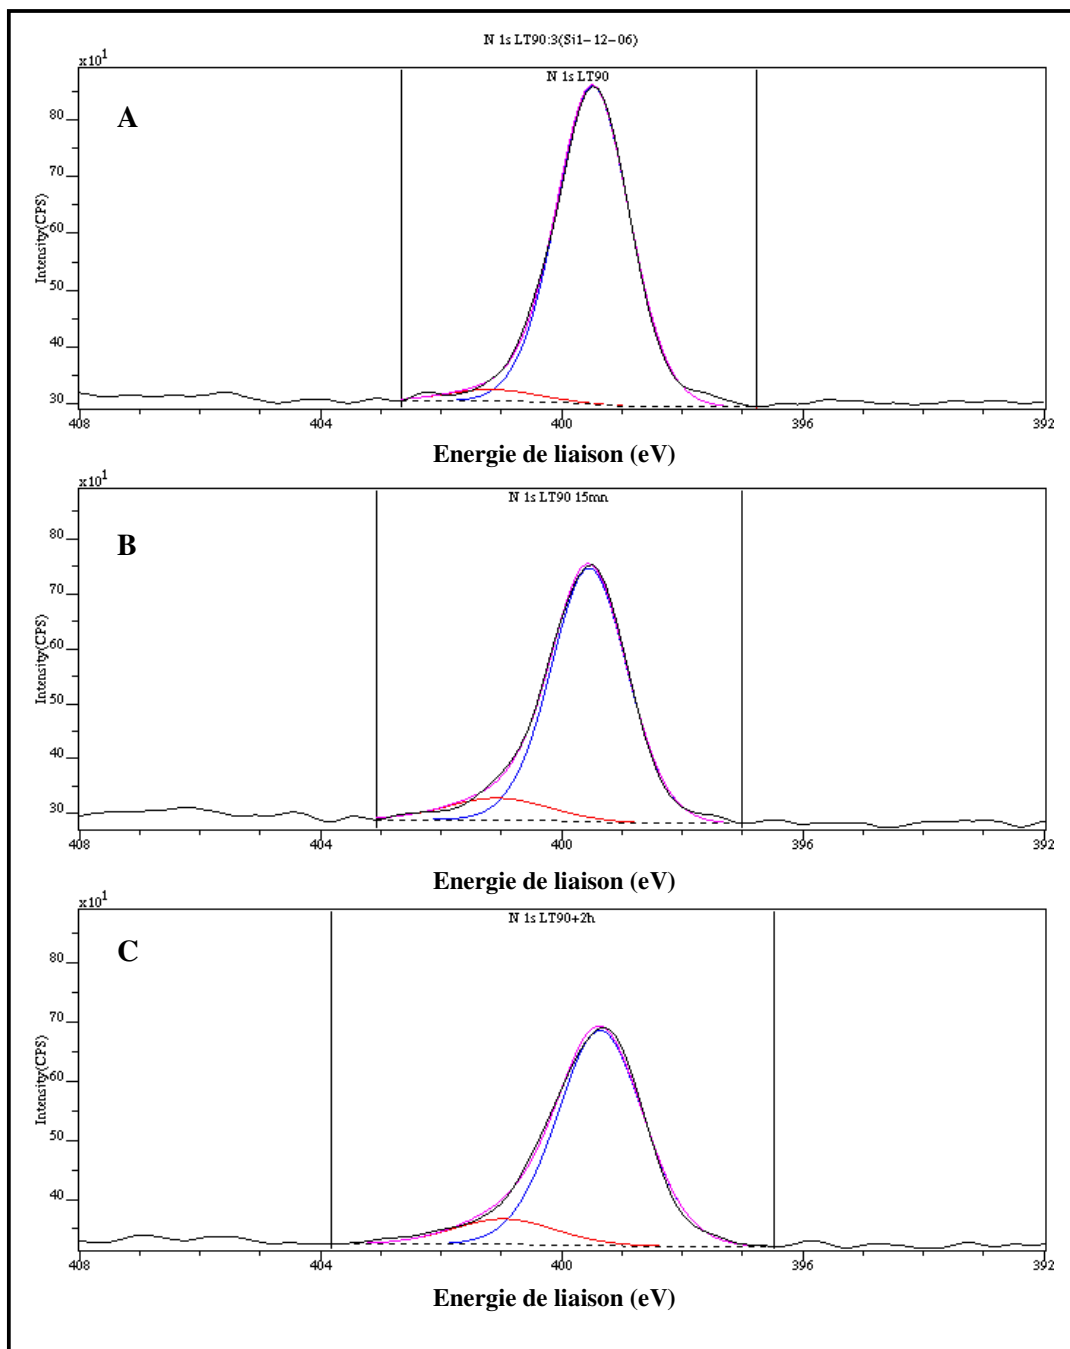 N 1s LT90:3(Si1-12-06)
x10¹
N 1s LT90
A
80
70
60
50
40
30
Intensity(CPS)
408 404 400 396 392
Energie de liaison (eV)
x10¹
N 1s LT90 15mn
B
80
70
60
50
40
30
Intensity(CPS)
408 404 400 396 392
Energie de liaison (eV)
x10¹
N 1s LT90+2h
C
80
70
60
50
40
Intensity(CPS)
408 404 400 396 392
Energie de liaison (eV)